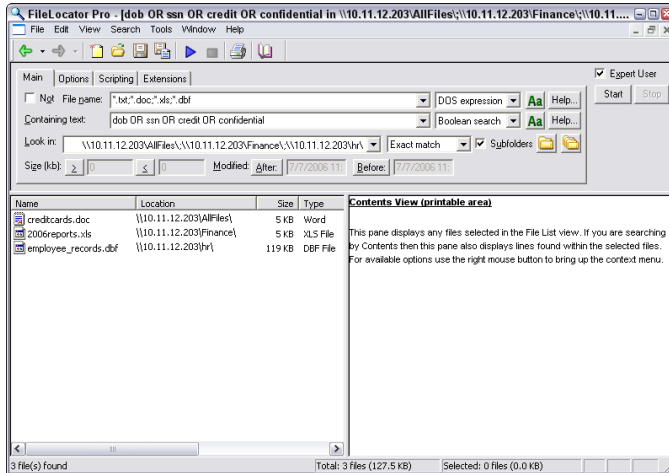 FileLocator Pro - [dob OR ssn OR credit OR confidential in \\10.11.12.203\AllFiles\;\\10.11.12.203\Finance\;\\10.11....
File Edit View Search Tools Window Help
Main Options Scripting Extensions
Expert User
Not File name: *.txt;*.doc;*.xls;*.dbf DOS expression Aa Help... Start Stop
Containing text: dob OR ssn OR credit OR confidential Boolean search Aa Help...
Look in: \\10.11.12.203\AllFiles\;\\10.11.12.203\Finance\;\\10.11.12.203\hr\ Exact match Subfolders
Size (kb): > 0 < 0 Modified: After: 7/7/2006 11: Before: 7/7/2006 11:
Name Location Size Type
creditcards.doc \\10.11.12.203\AllFiles\ 5 KB Word
2006reports.xls \\10.11.12.203\Finance\ 5 KB XLS File
employee_records.dbf \\10.11.12.203\hr\ 119 KB DBF File
Contents View (printable area)
This pane displays any files selected in the File List view. If you are searching
by Contents then this pane also displays lines found within the selected files.
For available options use the right mouse button to bring up the context menu.
3 file(s) found Total: 3 files (127.5 KB) Selected: 0 files (0.0 KB)